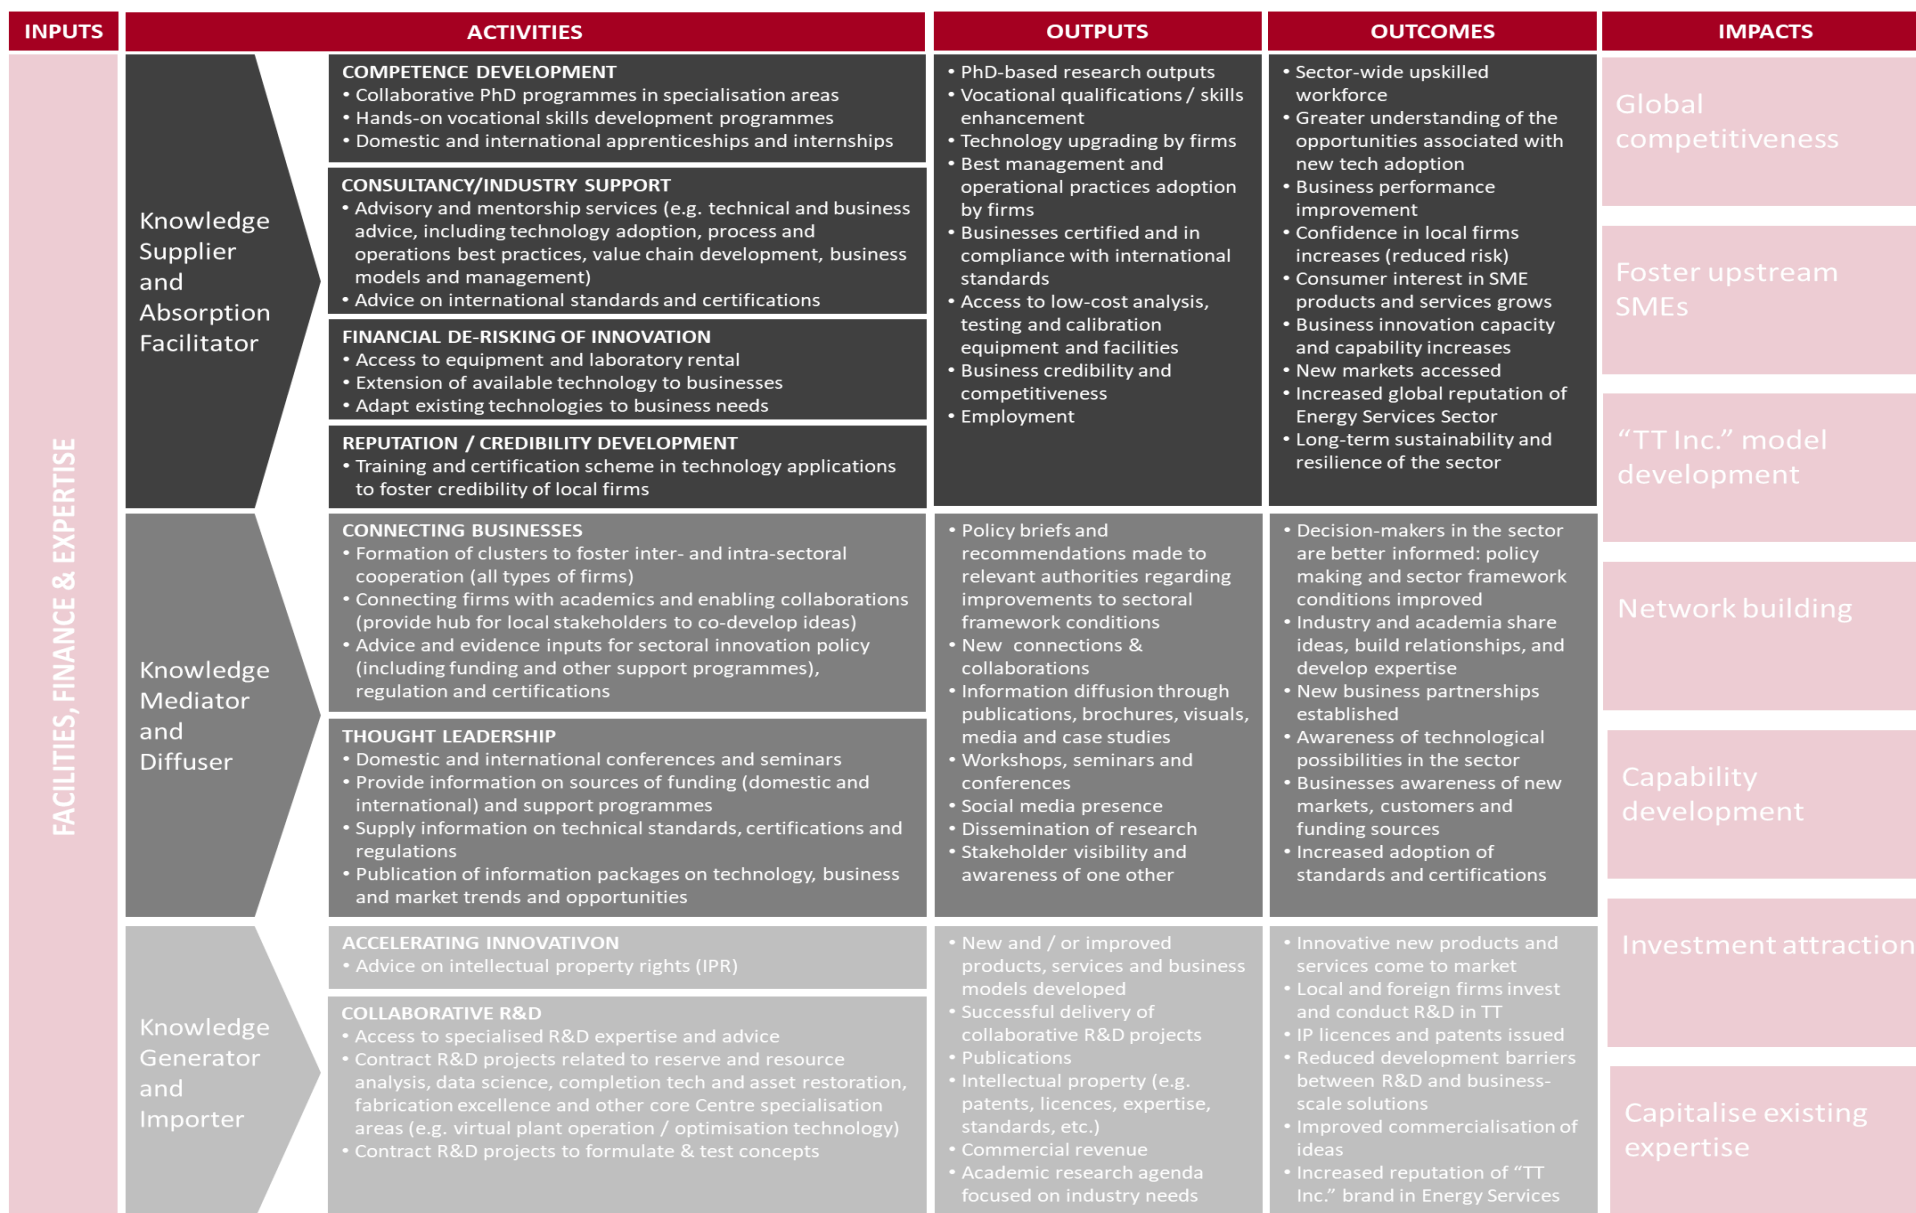 INPUTS
ACTIVITIES
OUTPUTS
OUTCOMES
IMPACTS
FACILITIES, FINANCE & EXPERTISE
Knowledge
Supplier
and
Absorption
Facilitator
COMPETENCE DEVELOPMENT
• Collaborative PhD programmes in specialisation areas
• Hands-on vocational skills development programmes
• Domestic and international apprenticeships and internships
CONSULTANCY/INDUSTRY SUPPORT
• Advisory and mentorship services (e.g. technical and business
advice, including technology adoption, process and
operations best practices, value chain development, business
models and management)
• Advice on international standards and certifications
FINANCIAL DE-RISKING OF INNOVATION
• Access to equipment and laboratory rental
• Extension of available technology to businesses
• Adapt existing technologies to business needs
REPUTATION / CREDIBILITY DEVELOPMENT
• Training and certification scheme in technology applications
to foster credibility of local firms
• PhD-based research outputs
• Vocational qualifications / skills
enhancement
• Technology upgrading by firms
• Best management and
operational practices adoption
by firms
• Businesses certified and in
compliance with international
standards
• Access to low-cost analysis,
testing and calibration
equipment and facilities
• Business credibility and
competitiveness
• Employment
• Sector-wide upskilled
workforce
• Greater understanding of the
opportunities associated with
new tech adoption
• Business performance
improvement
• Confidence in local firms
increases (reduced risk)
• Consumer interest in SME
products and services grows
• Business innovation capacity
and capability increases
• New markets accessed
• Increased global reputation of
Energy Services Sector
• Long-term sustainability and
resilience of the sector
Knowledge
Mediator
and
Diffuser
CONNECTING BUSINESSES
• Formation of clusters to foster inter- and intra-sectoral
cooperation (all types of firms)
• Connecting firms with academics and enabling collaborations
(provide hub for local stakeholders to co-develop ideas)
• Advice and evidence inputs for sectoral innovation policy
(including funding and other support programmes),
regulation and certifications
THOUGHT LEADERSHIP
• Domestic and international conferences and seminars
• Provide information on sources of funding (domestic and
international) and support programmes
• Supply information on technical standards, certifications and
regulations
• Publication of information packages on technology, business
and market trends and opportunities
• Policy briefs and
recommendations made to
relevant authorities regarding
improvements to sectoral
framework conditions
• New connections &
collaborations
• Information diffusion through
publications, brochures, visuals,
media and case studies
• Workshops, seminars and
conferences
• Social media presence
• Dissemination of research
• Stakeholder visibility and
awareness of one other
• Decision-makers in the sector
are better informed: policy
making and sector framework
conditions improved
• Industry and academia share
ideas, build relationships, and
develop expertise
• New business partnerships
established
• Awareness of technological
possibilities in the sector
• Businesses awareness of new
markets, customers and
funding sources
• Increased adoption of
standards and certifications
Knowledge
Generator
and
Importer
ACCELERATING INNOVATIVON
• Advice on intellectual property rights (IPR)
COLLABORATIVE R&D
• Access to specialised R&D expertise and advice
• Contract R&D projects related to reserve and resource
analysis, data science, completion tech and asset restoration,
fabrication excellence and other core Centre specialisation
areas (e.g. virtual plant operation / optimisation technology)
• Contract R&D projects to formulate & test concepts
• New and / or improved
products, services and business
models developed
• Successful delivery of
collaborative R&D projects
• Publications
• Intellectual property (e.g.
patents, licences, expertise,
standards, etc.)
• Commercial revenue
• Academic research agenda
focused on industry needs
• Innovative new products and
services come to market
• Local and foreign firms invest
and conduct R&D in TT
• IP licences and patents issued
• Reduced development barriers
between R&D and business-
scale solutions
• Improved commercialisation of
ideas
• Increased reputation of “TT
Inc.” brand in Energy Services
Global
competitiveness
Foster upstream
SMEs
“TT Inc.” model
development
Network building
Capability
development
Investment attraction
Capitalise existing
expertise